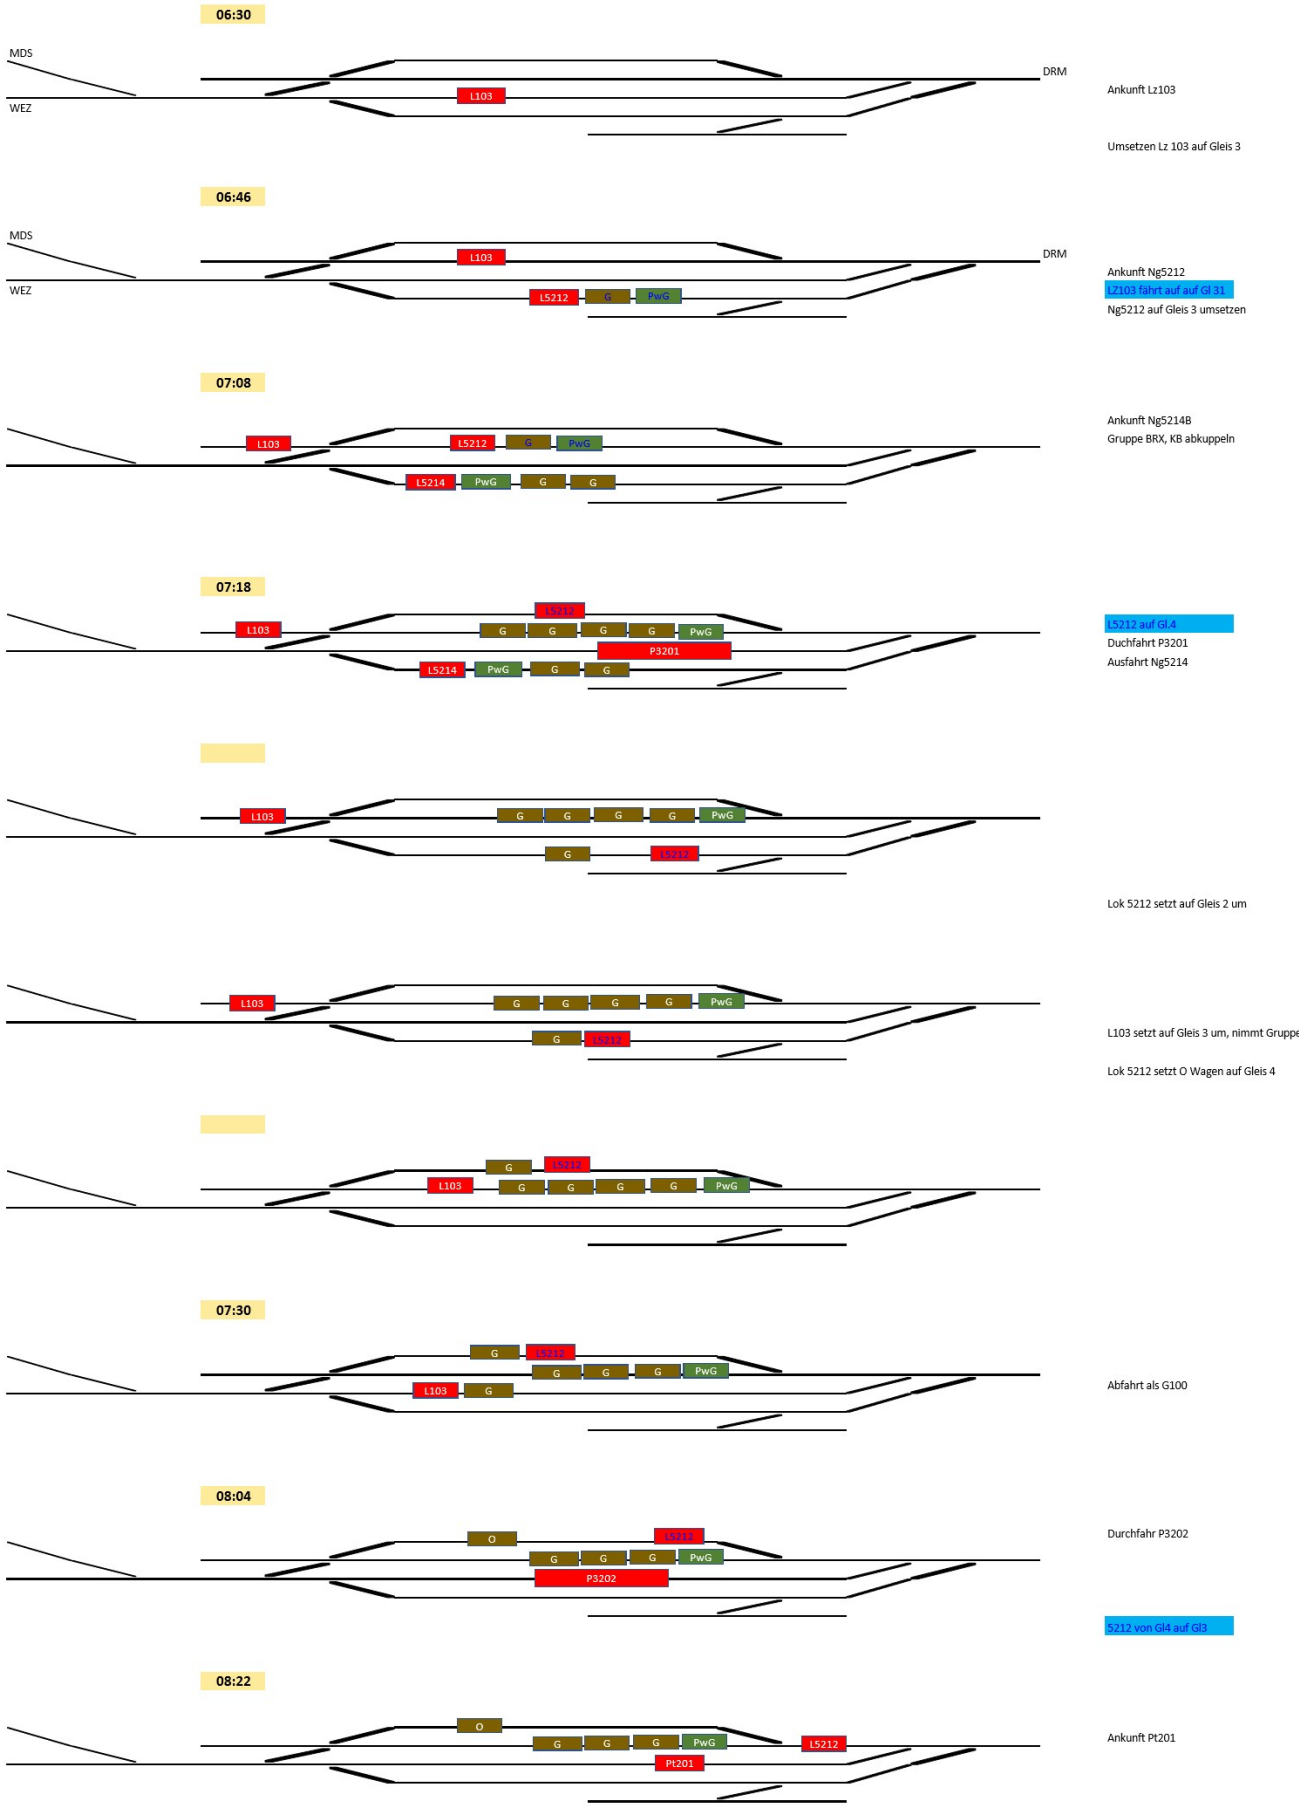 06:30
MDS
DRM
WEZ
L103
Ankunft Lz103
Umsetzen Lz 103 auf Gleis 3
06:46
MDS
L103
DRM
WEZ
L5212 G PwG
Ankunft Ng5212
LZ103 fährt auf auf Gl 31
Ng5212 auf Gleis 3 umsetzen
07:08
L103 L5212 G PwG
L5214 PwG G G
Ankunft Ng5214B
Gruppe BRX, KB abkuppeln
07:18
L5212
L103 G G G G PwG
P3201
L5214 PwG G G
L5212 auf Gl.4
Duchfahrt P3201
Ausfahrt Ng5214
L103 G G G G PwG
G L5212
Lok 5212 setzt auf Gleis 2 um
L103 G G G G PwG
G L5212
L103 setzt auf Gleis 3 um, nimmt Gruppe
Lok 5212 setzt O Wagen auf Gleis 4
G L5212
L103 G G G G PwG
07:30
G L5212
G G G PwG
L103 G
Abfahrt als G100
08:04
O L5212
G G G PwG
P3202
Durchfahr P3202
5212 von Gl4 auf Gl3
08:22
O
G G G PwG L5212
Pt201
Ankunft Pt201